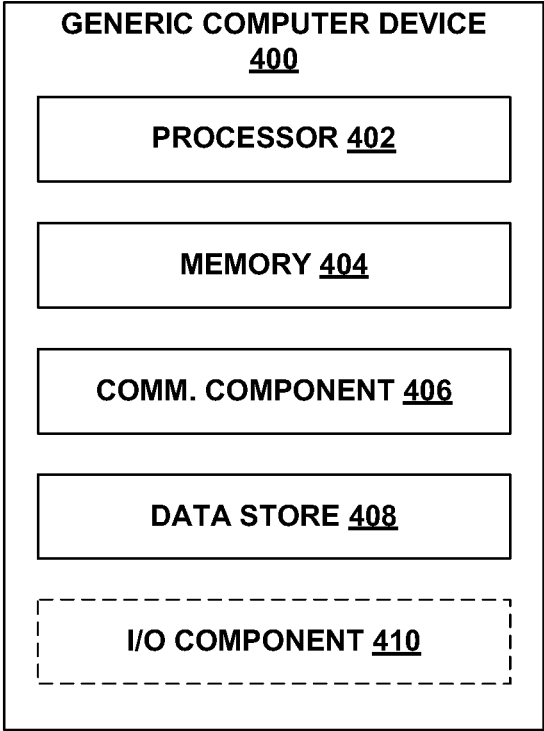 GENERIC COMPUTER DEVICE
400
PROCESSOR 402
MEMORY 404
COMM. COMPONENT 406
DATA STORE 408
I/O COMPONENT 410